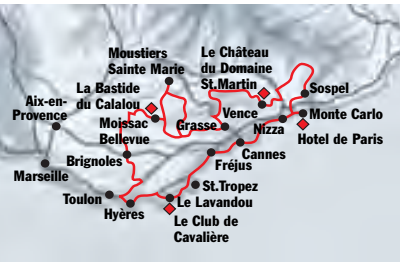 Moustiers
Sainte Marie
Le Château
du Domaine
St.Martin
La Bastide
du Calalou
Sospel
Aix-en-
Provence
Moissac
Bellevue
Grasse
Vence
Monte Carlo
Nizza
Hotel de Paris
Brignoles
Cannes
Marseille
Fréjus
Toulon
St.Tropez
Hyères
Le Lavandou
Le Club de
Cavalière